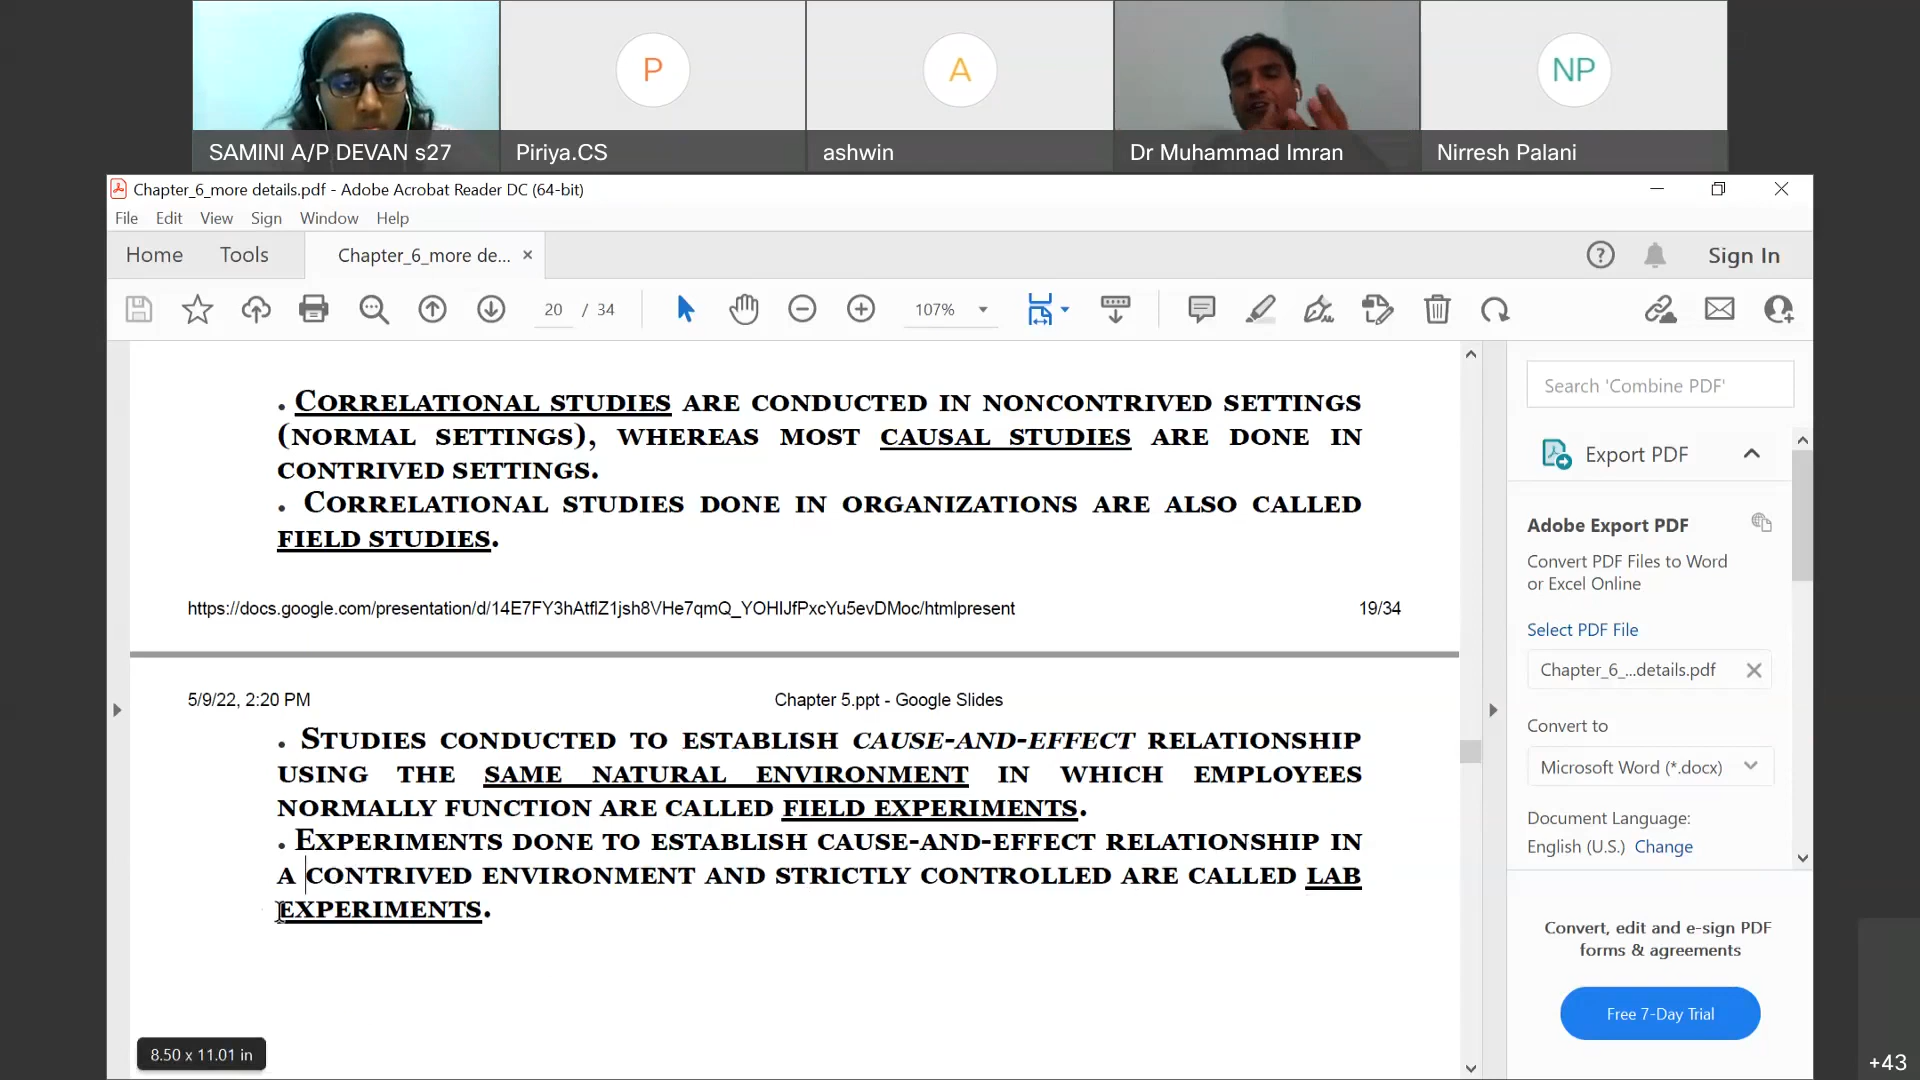 P
A
NP
SAMINI A/P DEVAN s27
Piriya.CS
ashwin
Dr Muhammad Imran
Nirresh Palani
Chapter_6_more details.pdf - Adobe Acrobat Reader DC (64-bit)
File Edit View Sign Window Help
Home Tools Chapter_6_more de... × Sign In
20 / 34 107%
• CORRELATIONAL STUDIES ARE CONDUCTED IN NONCONTRIVED SETTINGS
(NORMAL SETTINGS), WHEREAS MOST CAUSAL STUDIES ARE DONE IN
CONTRIVED SETTINGS.
• CORRELATIONAL STUDIES DONE IN ORGANIZATIONS ARE ALSO CALLED
FIELD STUDIES.
https://docs.google.com/presentation/d/14E7FY3hAtflZ1jsh8VHe7qmQ_YOHIJfPxcYu5evDMoc/htmlpresent 19/34
5/9/22, 2:20 PM Chapter 5.ppt - Google Slides
• STUDIES CONDUCTED TO ESTABLISH CAUSE-AND-EFFECT RELATIONSHIP
USING THE SAME NATURAL ENVIRONMENT IN WHICH EMPLOYEES
NORMALLY FUNCTION ARE CALLED FIELD EXPERIMENTS.
• EXPERIMENTS DONE TO ESTABLISH CAUSE-AND-EFFECT RELATIONSHIP IN
A CONTRIVED ENVIRONMENT AND STRICTLY CONTROLLED ARE CALLED LAB
EXPERIMENTS.
8.50 x 11.01 in
Search 'Combine PDF'
Export PDF
Adobe Export PDF
Convert PDF Files to Word
or Excel Online
Select PDF File
Chapter_6_...details.pdf
Convert to
Microsoft Word (*.docx)
Document Language:
English (U.S.) Change
Convert, edit and e-sign PDF
forms & agreements
Free 7-Day Trial
+43